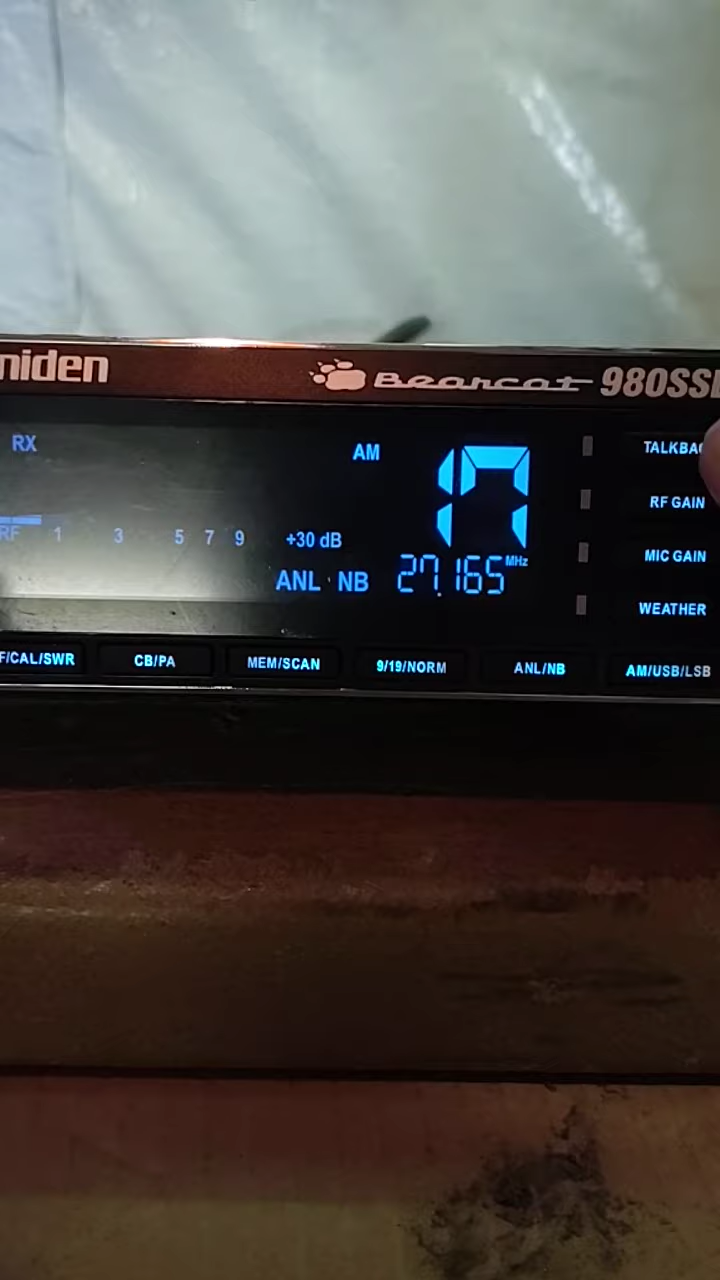 niden Bearcat 980SS
RX AM 17 TALKBA
RF GAIN
RF 1 3 5 7 9 +30 dB MIC GAIN
ANL NB 27.165 MHz
WEATHER
F/CAL/SWR CB/PA MEM/SCAN 9/19/NORM ANL/NB AM/USB/LSB